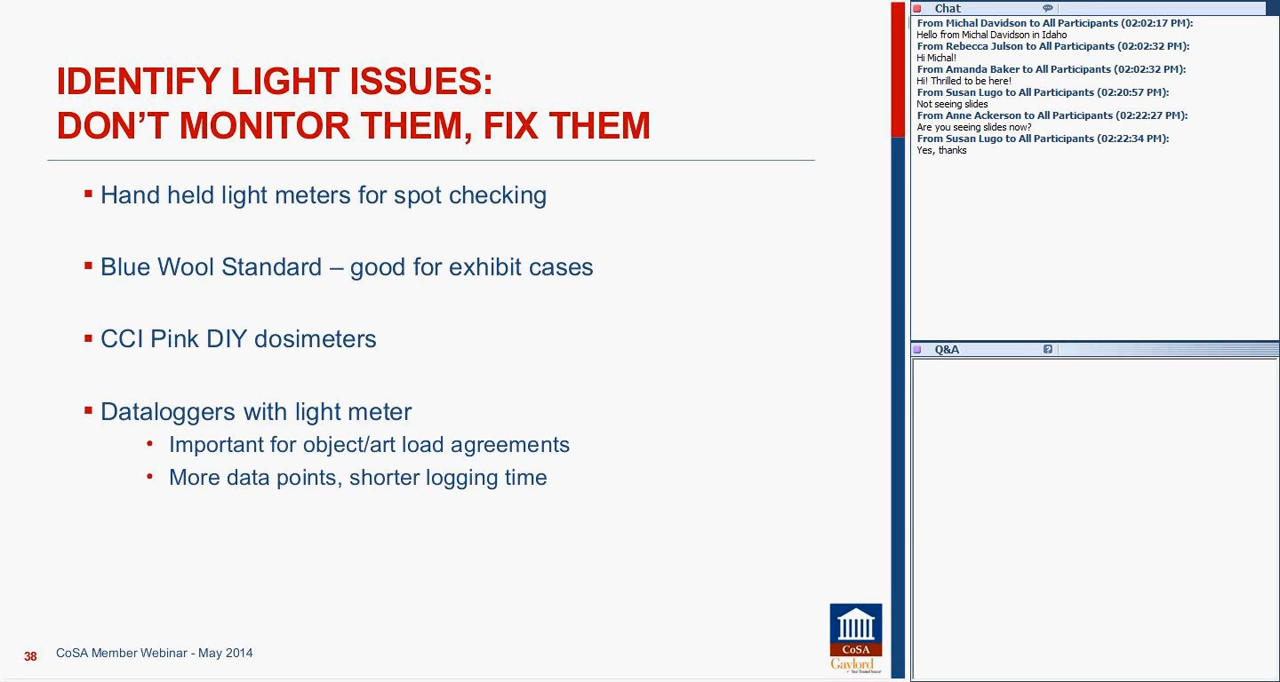 IDENTIFY LIGHT ISSUES:
DON'T MONITOR THEM, FIX THEM
▪ Hand held light meters for spot checking
▪ Blue Wool Standard – good for exhibit cases
▪ CCI Pink DIY dosimeters
▪ Dataloggers with light meter
• Important for object/art load agreements
• More data points, shorter logging time
38 CoSA Member Webinar - May 2014
CoSA
Gaylord
Chat
From Michal Davidson to All Participants (02:02:17 PM):
Hello from Michal Davidson in Idaho
From Rebecca Julson to All Participants (02:02:32 PM):
Hi Michal!
From Amanda Baker to All Participants (02:02:32 PM):
Hi! Thrilled to be here!
From Susan Lugo to All Participants (02:20:57 PM):
Not seeing slides
From Anne Ackerson to All Participants (02:22:27 PM):
Are you seeing slides now?
From Susan Lugo to All Participants (02:22:34 PM):
Yes, thanks
Q&A
?